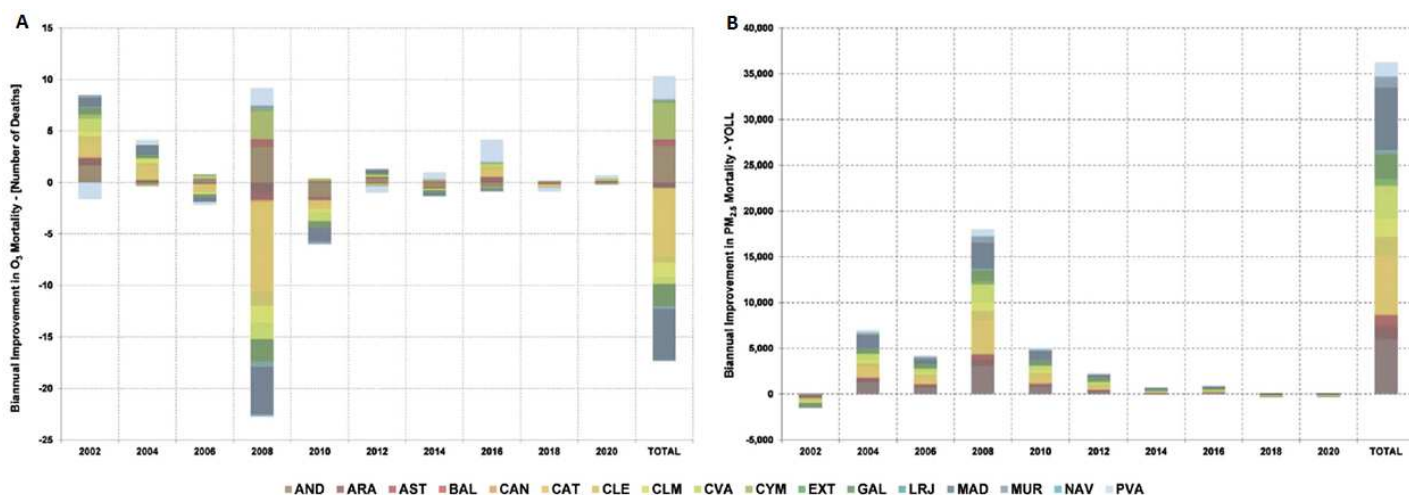 A
Biannual Improvement in O3 Mortality - [Number of Deaths]
15
10
5
0
-5
-10
-15
-20
-25
2002 2004 2006 2008 2010 2012 2014 2016 2018 2020 TOTAL
B
Biannual Improvement in PM2.5 Mortality - YOLL
40,000
35,000
30,000
25,000
20,000
15,000
10,000
5,000
0
-5,000
2002 2004 2006 2008 2010 2012 2014 2016 2018 2020 TOTAL
AND ARA AST BAL CAN CAT CLE CLM CVA CYM EXT GAL LRJ MAD MUR NAV PVA